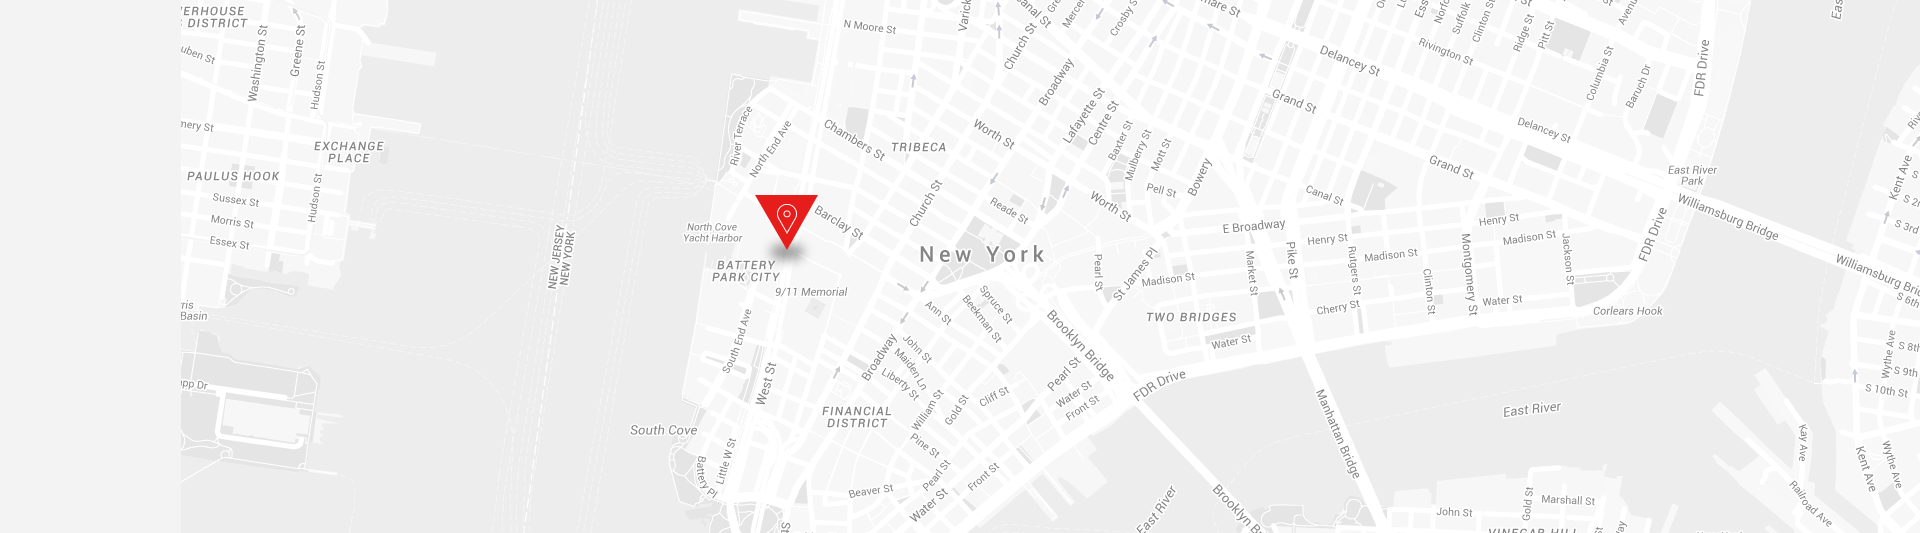 ERHOUSE
DISTRICT
Washington St
Greene St
Hudson St
uben St
mery St
EXCHANGE
PLACE
PAULUS HOOK
Sussex St
Hudson St
Morris St
Essex St
ris
Basin
app Dr
NEW JERSEY
NEW YORK
South Cove
North Cove
Yacht Harbor
River Terrace
North End Ave
BATTERY
PARK CITY
9/11 Memorial
South End Ave
West St
Little W St
Battery Pl
N Moore St
Varick
Canal St
Church St
Mercer
Crosby St
Broadway
Chambers St
TRIBECA
Worth St
Lafayette St
Centre St
Baxter St
Mulberry St
Mott St
Pell St
Bowery
Worth St
Reade St
Church St
Barclay St
New York
Ann St
Spruce St
Beekman St
Broadway
John St
Maiden Ln
Liberty St
William St
Gold St
Cliff St
FINANCIAL
DISTRICT
Pine St
Pearl St
Front St
Beaver St
Water St
St
Pearl St
St James Pl
Madison St
TWO BRIDGES
Brooklyn Bridge
Pearl St
Water St
Front St
FDR Drive
Water St
E Broadway
Market St
Pike St
Henry St
Rutgers St
Madison St
Cherry St
Clinton St
Montgomery St
Henry St
Madison St
Jackson St
Water St
Corlears Hook
Canal St
Grand St
Delancey St
Rivington St
Norfo
Suffolk
Clinton St
Ridge St
Pitt St
Columbia St
Baruch Dr
Avenu
Delancey St
Grand St
FDR Drive
East River
Park
FDR Drive
Williamsburg Bridge
Williamsburg Brid
Kent Ave
S 2n
S 3rd
S 6th
S 8th
S 9th
S 10th St
Wythe Ave
Kent Ave
Wythe Ave
Kay Ave
Railroad Ave
East River
Manhattan Bridge
East River
Brooklyn B
John St
Gold St
Marshall St
VINEGAR HILL